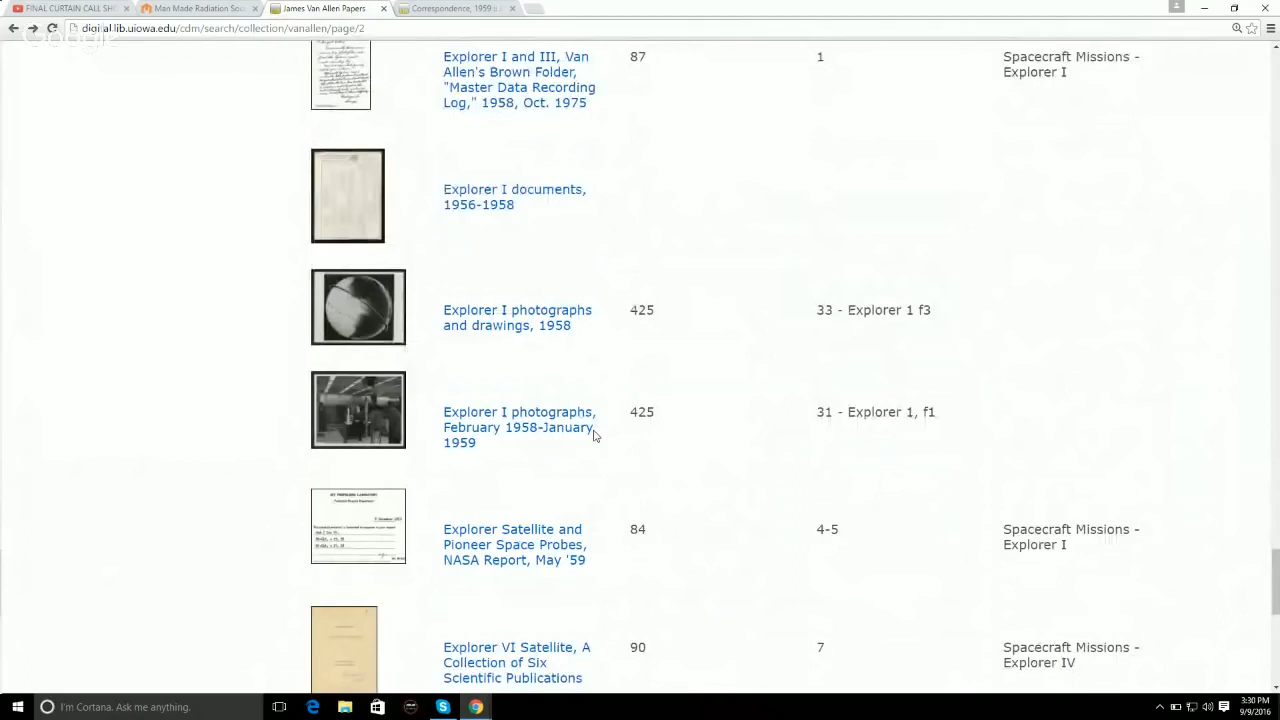 FINAL CURTAIN CALL SH
Man Made Radiation Sou
James Van Allen Papers
Correspondence, 1959 a
digital.lib.uiowa.edu/cdm/search/collection/vanallen/page/2
Google
Explorer I and III, Van
Allen's Brown Folder,
"Master Data Recording
Log," 1958, Oct. 1975
87
1
Spacecraft Missions -
Explorer I
Explorer I documents,
1956-1958
Explorer I photographs
and drawings, 1958
425
33 - Explorer 1 f3
Explorer I photographs,
February 1958-January
1959
425
31 - Explorer 1, f1
JET PROPULSION LABORATORY
Explorer Satellite and
Pioneer Space Probes,
NASA Report, May '59
84
4-5
Spacecraft Missions -
Explorer I
Explorer VI Satellite, A
Collection of Six
Scientific Publications
90
7
Spacecraft Missions -
Explorer IV
I'm Cortana. Ask me anything.
3:30 PM
9/9/2016